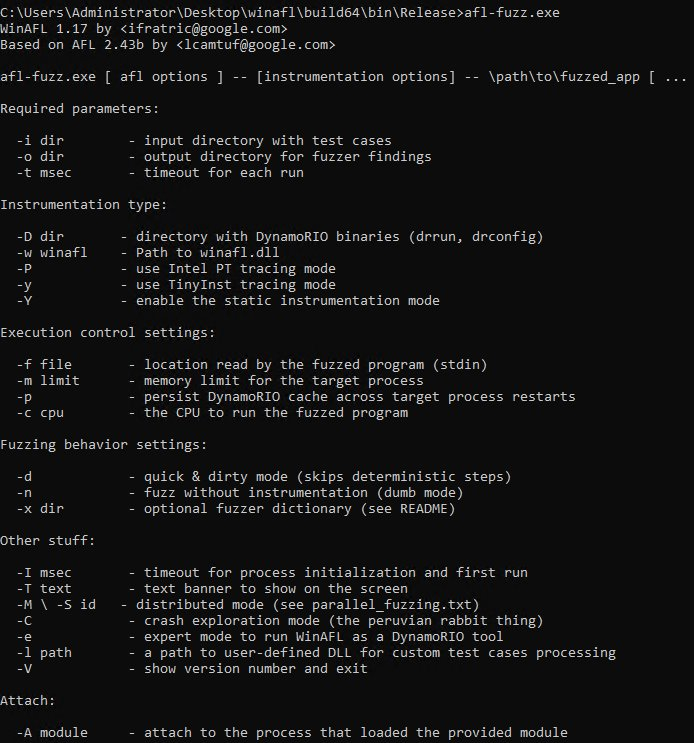 C:\Users\Administrator\Desktop\winafl\build64\bin\Release>afl-fuzz.exe
WinAFL 1.17 by <ifratric@google.com>
Based on AFL 2.43b by <lcamtuf@google.com>

afl-fuzz.exe [ afl options ] -- [instrumentation options] -- \path\to\fuzzed_app [ ...

Required parameters:

  -i dir        - input directory with test cases
  -o dir        - output directory for fuzzer findings
  -t msec       - timeout for each run

Instrumentation type:

  -D dir       - directory with DynamoRIO binaries (drrun, drconfig)
  -w winafl    - Path to winafl.dll
  -P           - use Intel PT tracing mode
  -y           - use TinyInst tracing mode
  -Y           - enable the static instrumentation mode

Execution control settings:

  -f file       - location read by the fuzzed program (stdin)
  -m limit      - memory limit for the target process
  -p            - persist DynamoRIO cache across target process restarts
  -c cpu        - the CPU to run the fuzzed program

Fuzzing behavior settings:

  -d            - quick & dirty mode (skips deterministic steps)
  -n            - fuzz without instrumentation (dumb mode)
  -x dir        - optional fuzzer dictionary (see README)

Other stuff:

  -I msec       - timeout for process initialization and first run
  -T text       - text banner to show on the screen
  -M \ -S id   - distributed mode (see parallel_fuzzing.txt)
  -C            - crash exploration mode (the peruvian rabbit thing)
  -e            - expert mode to run WinAFL as a DynamoRIO tool
  -l path       - a path to user-defined DLL for custom test cases processing
  -V            - show version number and exit

Attach:

  -A module     - attach to the process that loaded the provided module